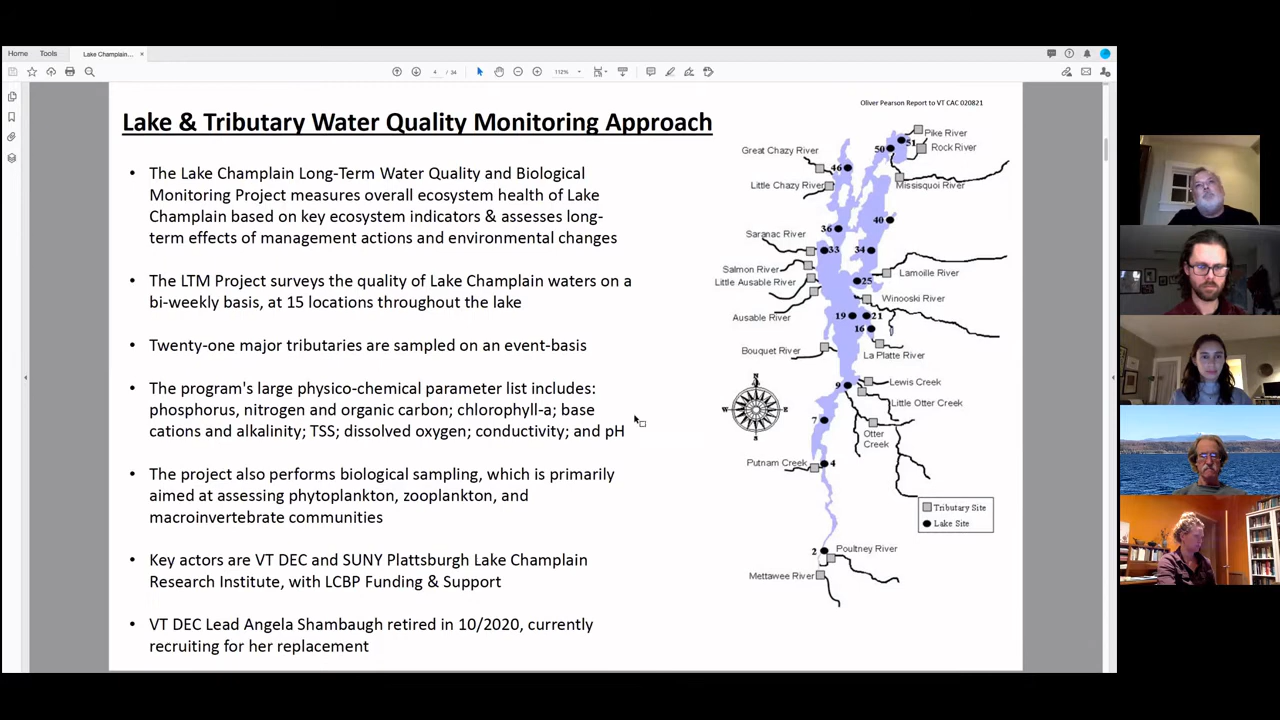 Home
Tools
Lake Champlain...
4 / 34
112%
Oliver Pearson Report to VT CAC 020821
Lake & Tributary Water Quality Monitoring Approach
• The Lake Champlain Long-Term Water Quality and Biological
Monitoring Project measures overall ecosystem health of Lake
Champlain based on key ecosystem indicators & assesses long-
term effects of management actions and environmental changes
• The LTM Project surveys the quality of Lake Champlain waters on a
bi-weekly basis, at 15 locations throughout the lake
• Twenty-one major tributaries are sampled on an event-basis
• The program's large physico-chemical parameter list includes:
phosphorus, nitrogen and organic carbon; chlorophyll-a; base
cations and alkalinity; TSS; dissolved oxygen; conductivity; and pH
• The project also performs biological sampling, which is primarily
aimed at assessing phytoplankton, zooplankton, and
macroinvertebrate communities
• Key actors are VT DEC and SUNY Plattsburgh Lake Champlain
Research Institute, with LCBP Funding & Support
• VT DEC Lead Angela Shambaugh retired in 10/2020, currently
recruiting for her replacement
Pike River
51
50
Rock River
Great Chazy River
46
Little Chazy River
Missisquoi River
40
36
Saranac River
33
34
Salmon River
Lamoille River
Little Ausable River
25
Winooski River
Ausable River
19
21
16
Bouquet River
La Platte River
9
Lewis Creek
Little Otter Creek
N
W
E
S
7
Otter
Creek
Putnam Creek
4
Tributary Site
Lake Site
2
Poultney River
Mettawee River